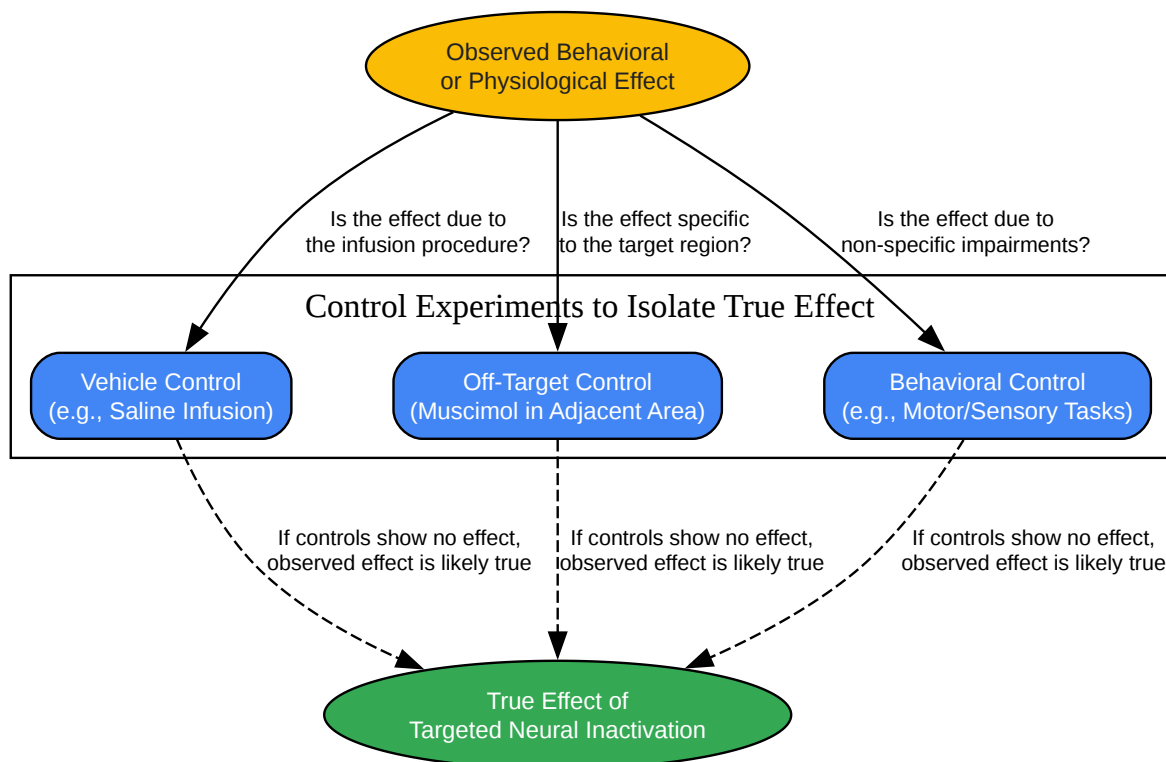 Observed Behavioral
or Physiological Effect
Is the effect due to
the infusion procedure?
Is the effect specific
to the target region?
Is the effect due to
non-specific impairments?
Control Experiments to Isolate True Effect
Vehicle Control
(e.g., Saline Infusion)
Off-Target Control
(Muscimol in Adjacent Area)
Behavioral Control
(e.g., Motor/Sensory Tasks)
If controls show no effect,
observed effect is likely true
If controls show no effect,
observed effect is likely true
If controls show no effect,
observed effect is likely true
True Effect of
Targeted Neural Inactivation